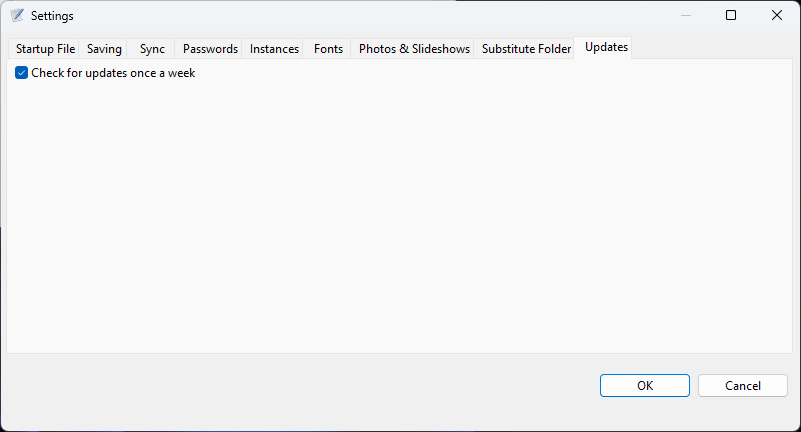 Settings
Startup File Saving Sync Passwords Instances Fonts Photos & Slideshows Substitute Folder Updates
Check for updates once a week
OK Cancel